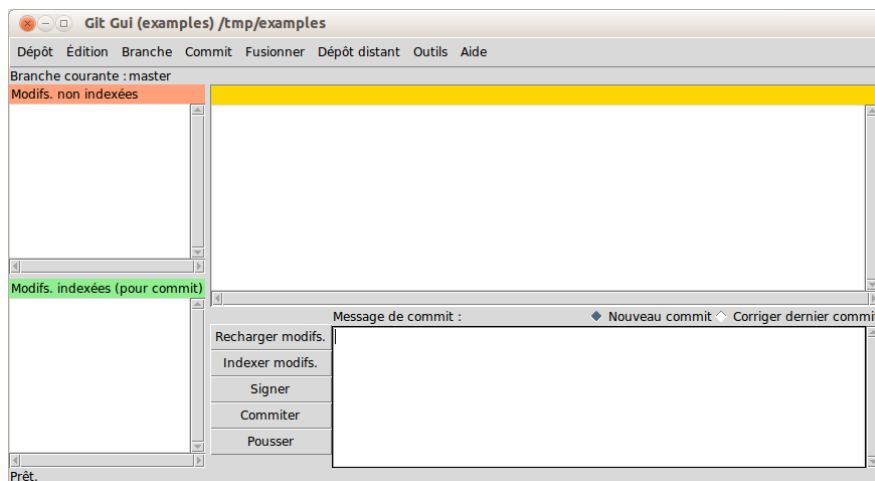 Git Gui (examples) /tmp/examples
Dépôt Édition Branche Commit Fusionner Dépôt distant Outils Aide
Branche courante : master
Modifs. non indexées
Modifs. indexées (pour commit)
Message de commit : Nouveau commit Corriger dernier commit
Recharger modifs.
Indexer modifs.
Signer
Commiter
Pousser
Prêt.